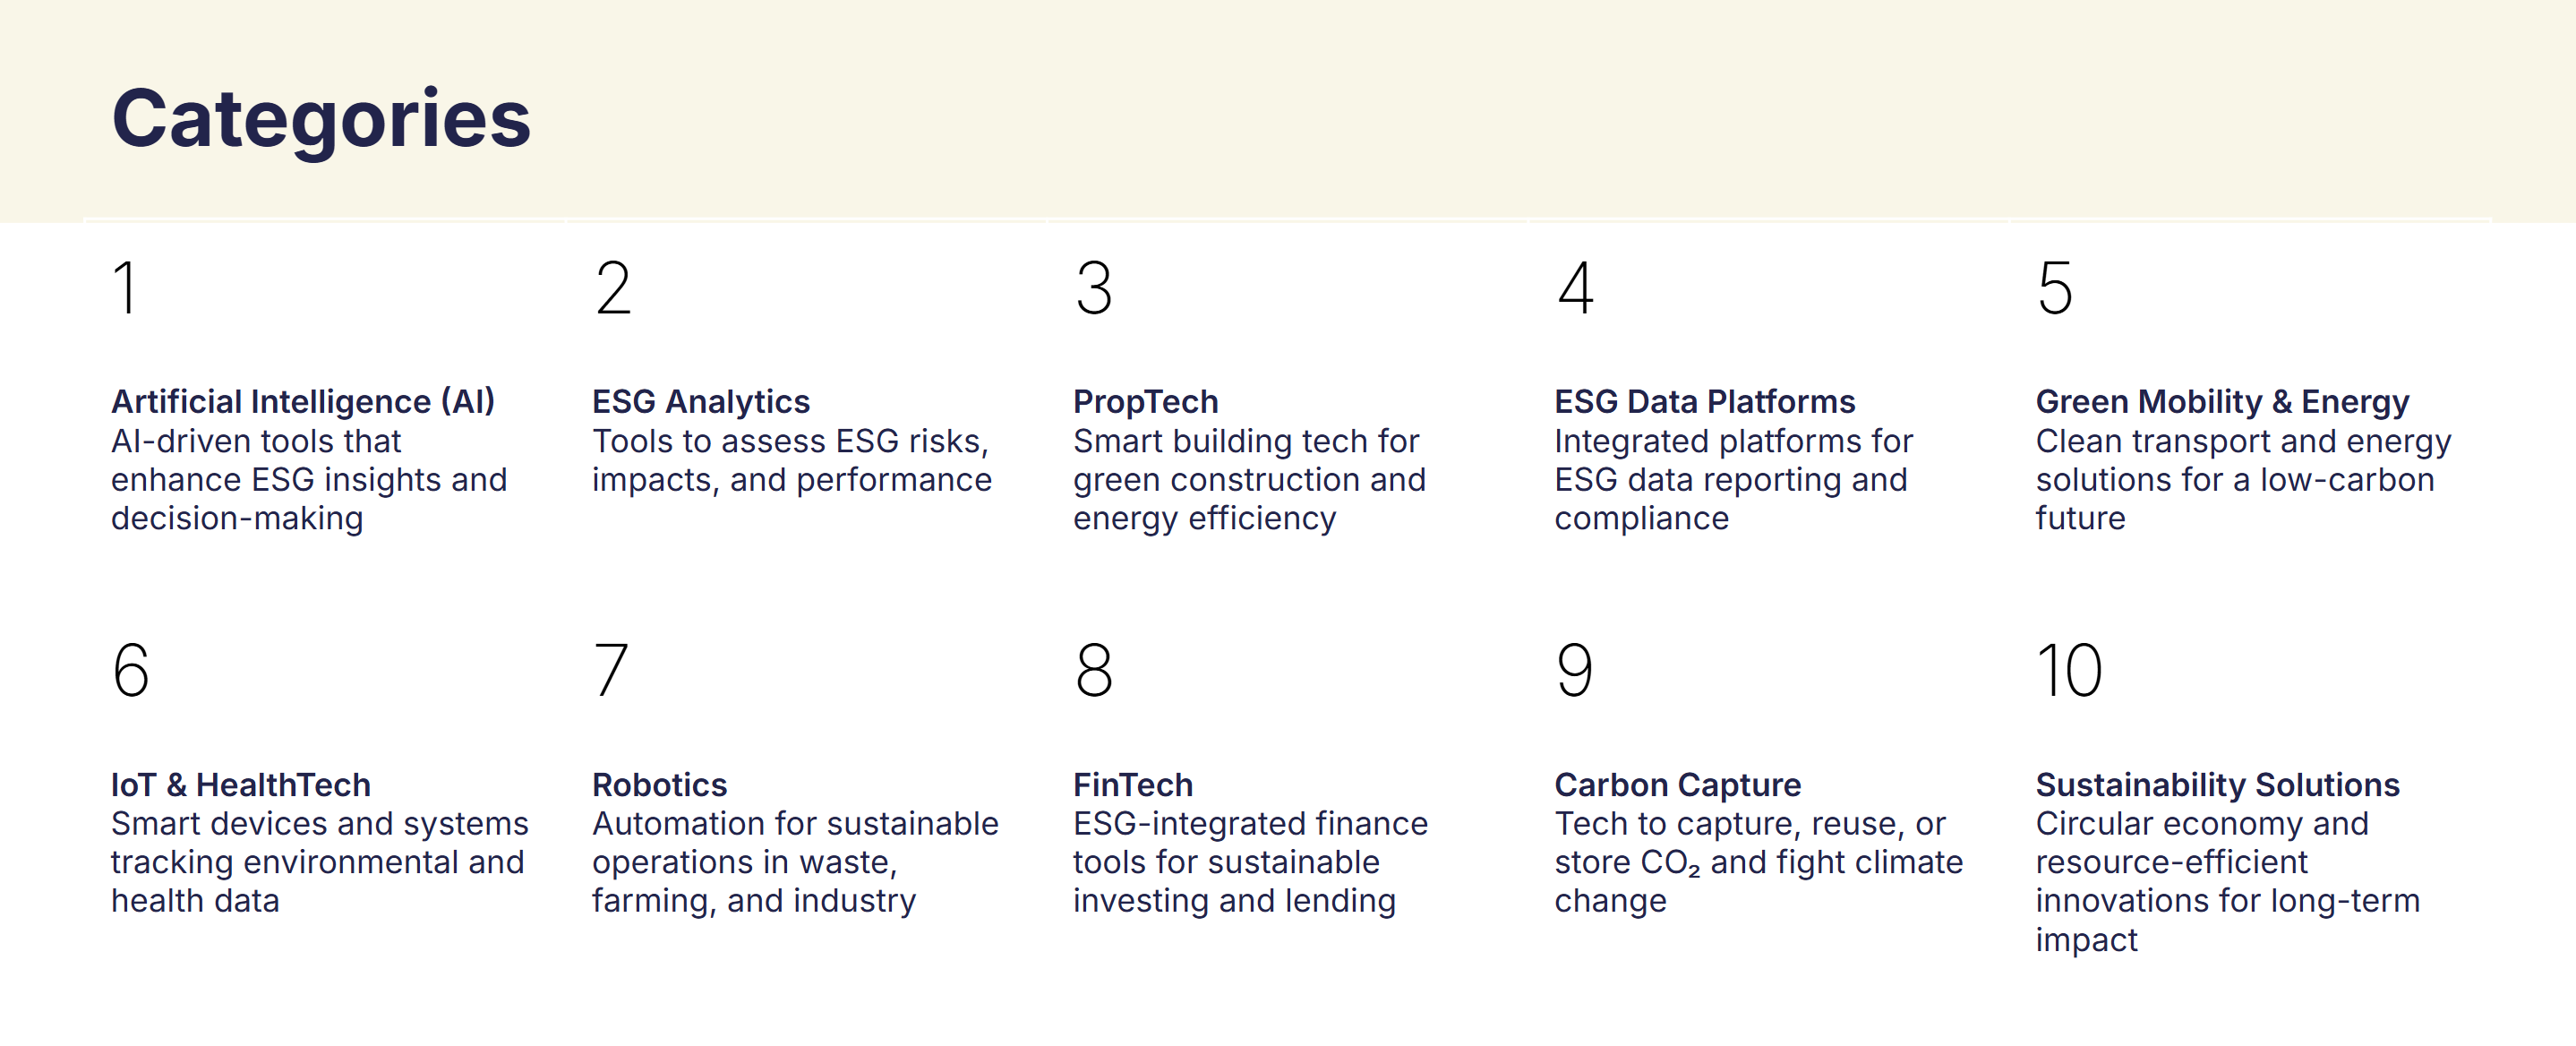 Categories
1
Artificial Intelligence (AI)
AI-driven tools that
enhance ESG insights and
decision-making
2
ESG Analytics
Tools to assess ESG risks,
impacts, and performance
3
PropTech
Smart building tech for
green construction and
energy efficiency
4
ESG Data Platforms
Integrated platforms for
ESG data reporting and
compliance
5
Green Mobility & Energy
Clean transport and energy
solutions for a low-carbon
future
6
IoT & HealthTech
Smart devices and systems
tracking environmental and
health data
7
Robotics
Automation for sustainable
operations in waste,
farming, and industry
8
FinTech
ESG-integrated finance
tools for sustainable
investing and lending
9
Carbon Capture
Tech to capture, reuse, or
store CO₂ and fight climate
change
10
Sustainability Solutions
Circular economy and
resource-efficient
innovations for long-term
impact